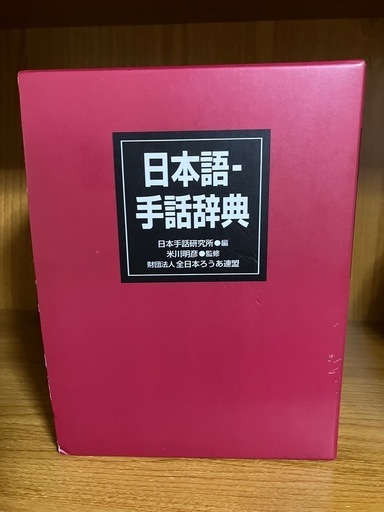 日本語-
手話辞典
日本手話研究所●編
米川明彦●監修
財団法人 全日本ろうあ連盟